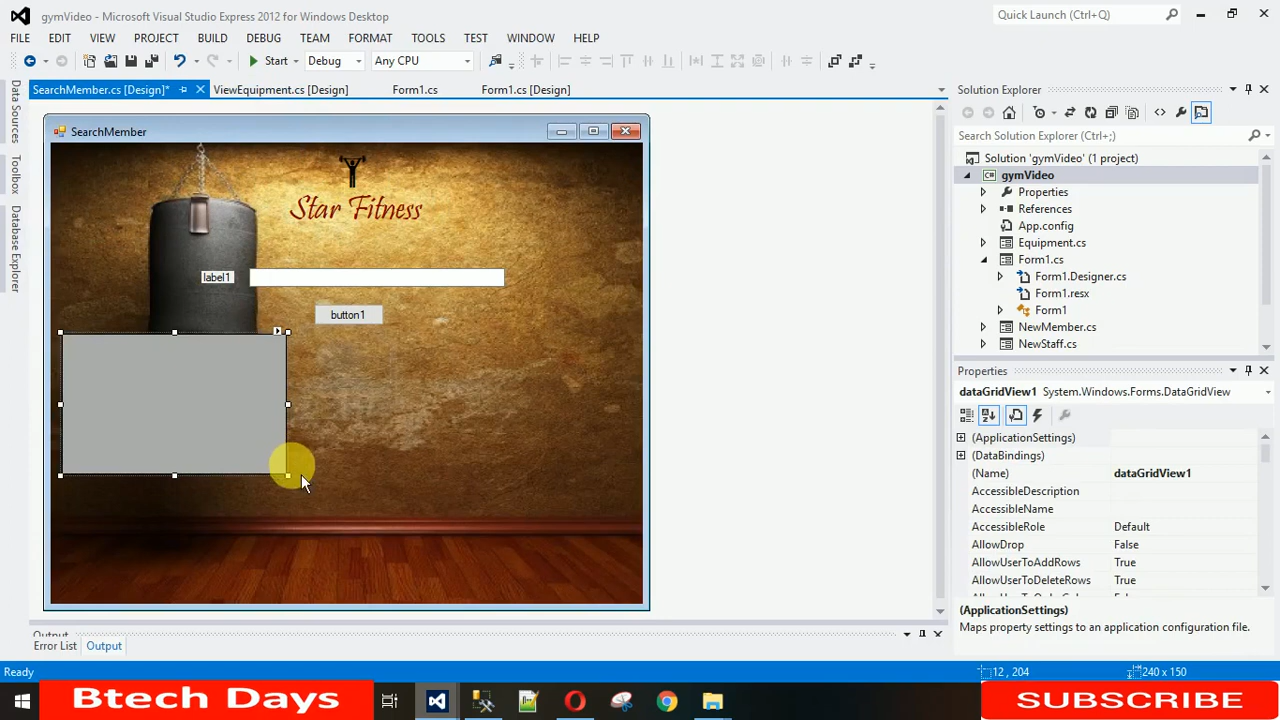 gymVideo - Microsoft Visual Studio Express 2012 for Windows Desktop
Quick Launch (Ctrl+Q)
FILE EDIT VIEW PROJECT BUILD DEBUG TEAM FORMAT TOOLS TEST WINDOW HELP
Start Debug Any CPU
SearchMember.cs [Design]* ViewEquipment.cs [Design] Form1.cs Form1.cs [Design]
Data Sources
Toolbox
Database Explorer
SearchMember
Star Fitness
label1
button1
Solution Explorer
Search Solution Explorer (Ctrl+;)
Solution 'gymVideo' (1 project)
gymVideo
Properties
References
App.config
Equipment.cs
Form1.cs
Form1.Designer.cs
Form1.resx
Form1
NewMember.cs
NewStaff.cs
Properties
dataGridView1 System.Windows.Forms.DataGridView
(ApplicationSettings)
(DataBindings)
(Name) dataGridView1
AccessibleDescription
AccessibleName
AccessibleRole Default
AllowDrop False
AllowUserToAddRows True
AllowUserToDeleteRows True
(ApplicationSettings)
Maps property settings to an application configuration file.
Output
Error List Output
Ready 12 , 204 240 x 150
Btech Days
SUBSCRIBE